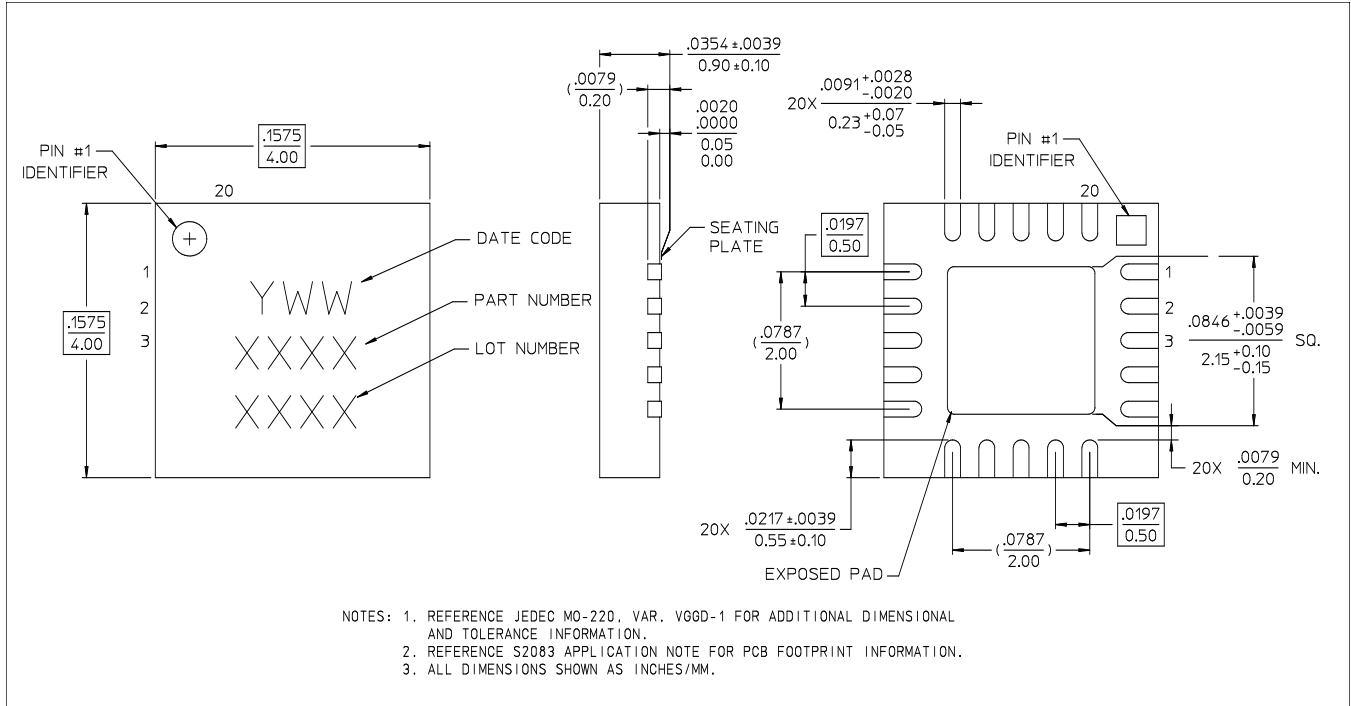 .1575
4.00
PIN #1
IDENTIFIER
20
.1575
4.00
1
2
3
DATE CODE
YWW
PART NUMBER
XXXX
LOT NUMBER
XXXX
.0354 ±.0039
0.90 ±0.10
(.0079
0.20)
.0020
.0000
0.05
0.00
SEATING
PLATE
20X .0091 +.0028
-.0020
0.23 +0.07
-0.05
PIN #1
IDENTIFIER
20
.0197
0.50
(.0787
2.00)
1
2
3
.0846 +.0039
-.0059
2.15 +0.10
-0.15
SQ.
20X .0079
0.20 MIN.
20X .0217 ±.0039
0.55 ±0.10
(.0787
2.00)
.0197
0.50
EXPOSED PAD
NOTES: 1. REFERENCE JEDEC MO-220, VAR. VGGD-1 FOR ADDITIONAL DIMENSIONAL
AND TOLERANCE INFORMATION.
2. REFERENCE S2083 APPLICATION NOTE FOR PCB FOOTPRINT INFORMATION.
3. ALL DIMENSIONS SHOWN AS INCHES/MM.